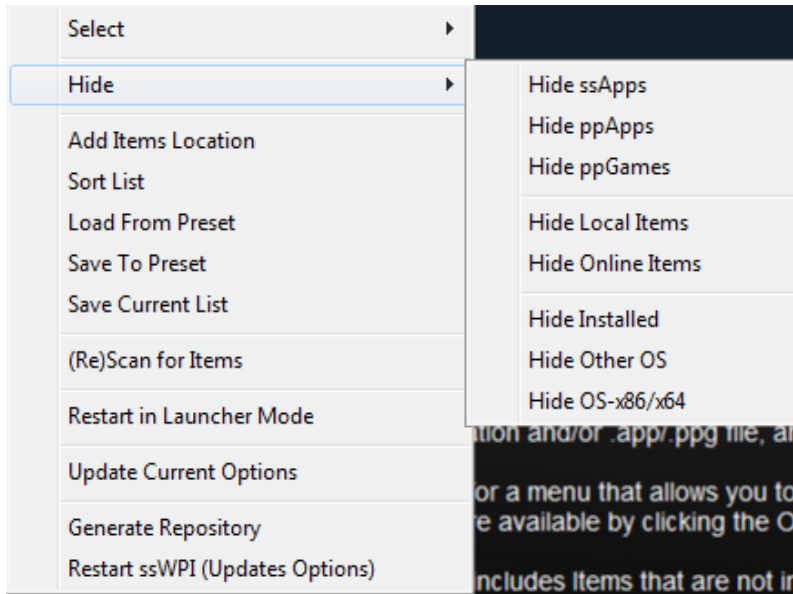 Select
Hide
Add Items Location
Sort List
Load From Preset
Save To Preset
Save Current List
(Re)Scan for Items
Restart in Launcher Mode
Update Current Options
Generate Repository
Restart ssWPI (Updates Options)
Hide ssApps
Hide ppApps
Hide ppGames
Hide Local Items
Hide Online Items
Hide Installed
Hide Other OS
Hide OS-x86/x64
and/or .app/.ppg file,
or a menu that allows you to
available by clicking the
includes Items that are not